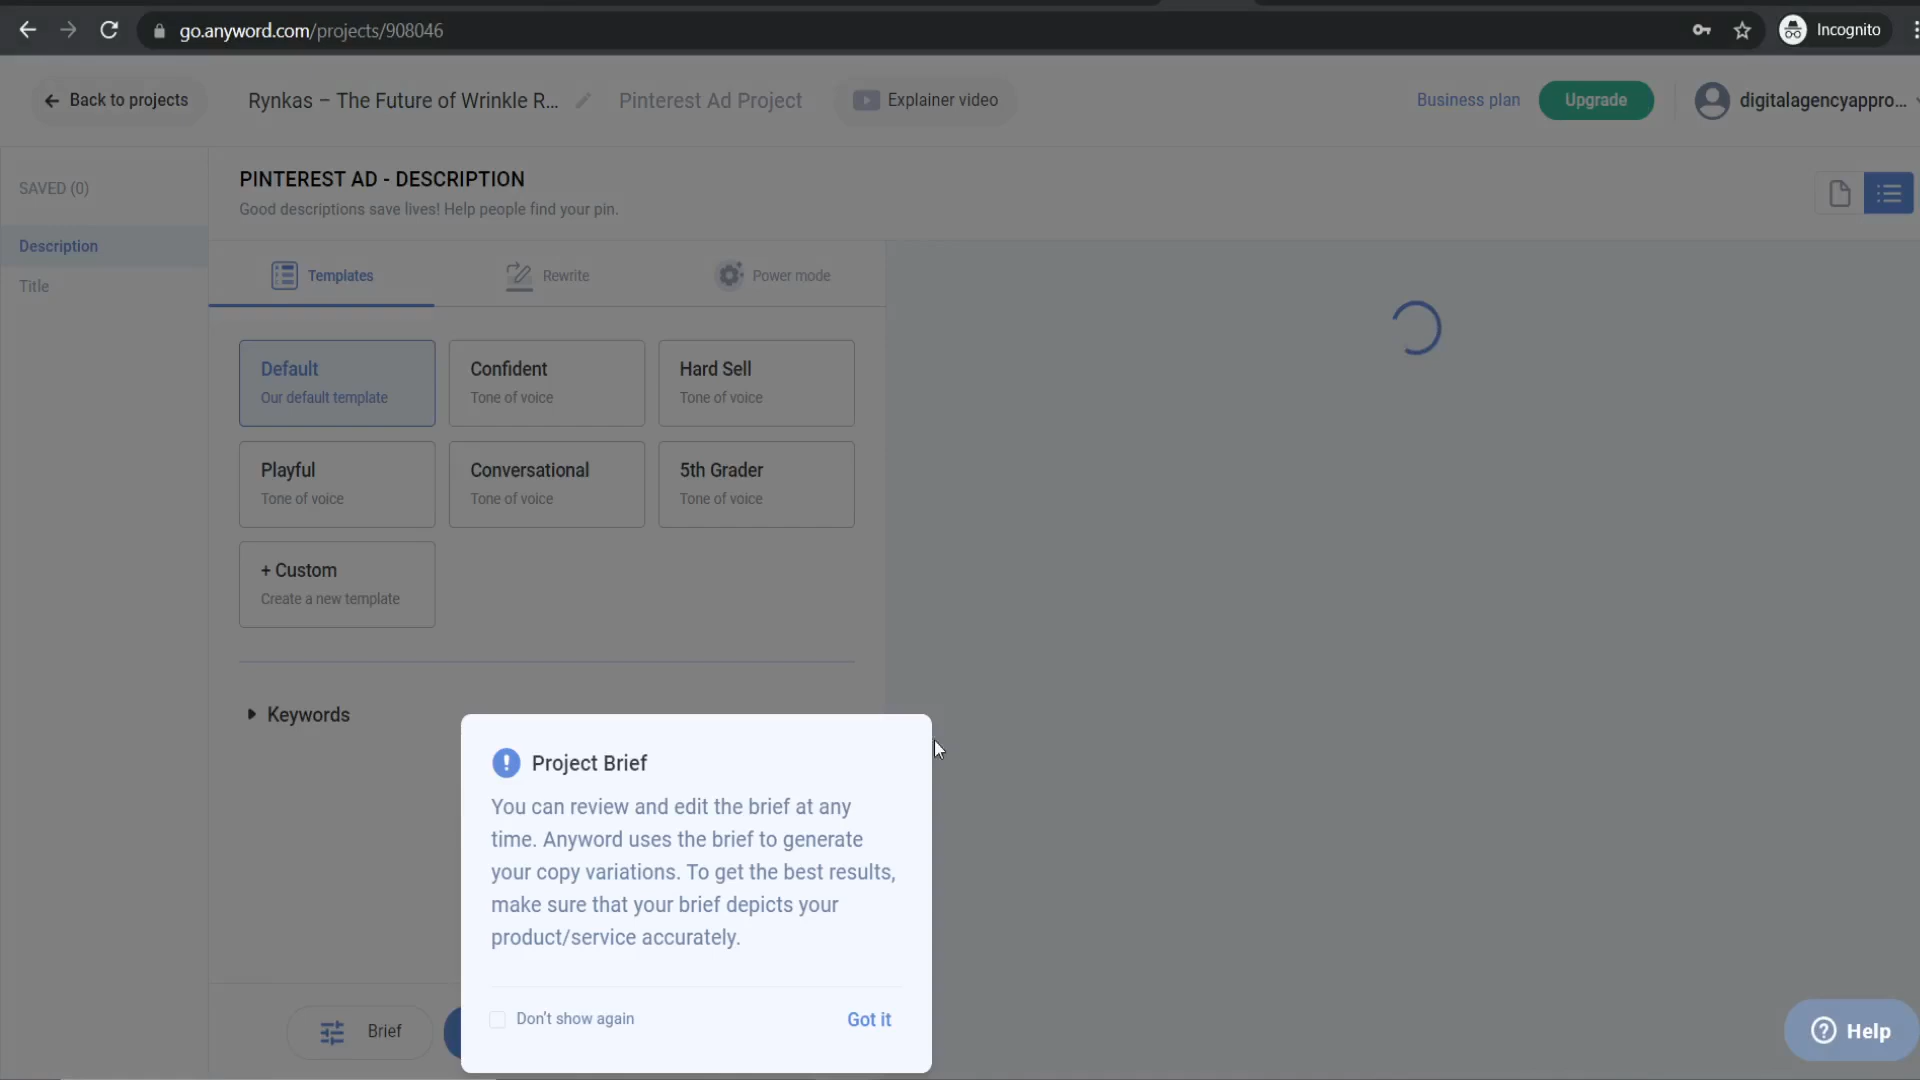 go.anyword.com/projects/908046
Incognito
Back to projects
Rynkas – The Future of Wrinkle R...
Pinterest Ad Project
Explainer video
Business plan
Upgrade
digitalagencyappro...
SAVED (0)
Description
Title
PINTEREST AD - DESCRIPTION
Good descriptions save lives! Help people find your pin.
Templates
Rewrite
Power mode
Default
Our default template
Confident
Tone of voice
Hard Sell
Tone of voice
Playful
Tone of voice
Conversational
Tone of voice
5th Grader
Tone of voice
+ Custom
Create a new template
Keywords
Project Brief
You can review and edit the brief at any
time. Anyword uses the brief to generate
your copy variations. To get the best results,
make sure that your brief depicts your
product/service accurately.
Don't show again
Got it
Brief
Help